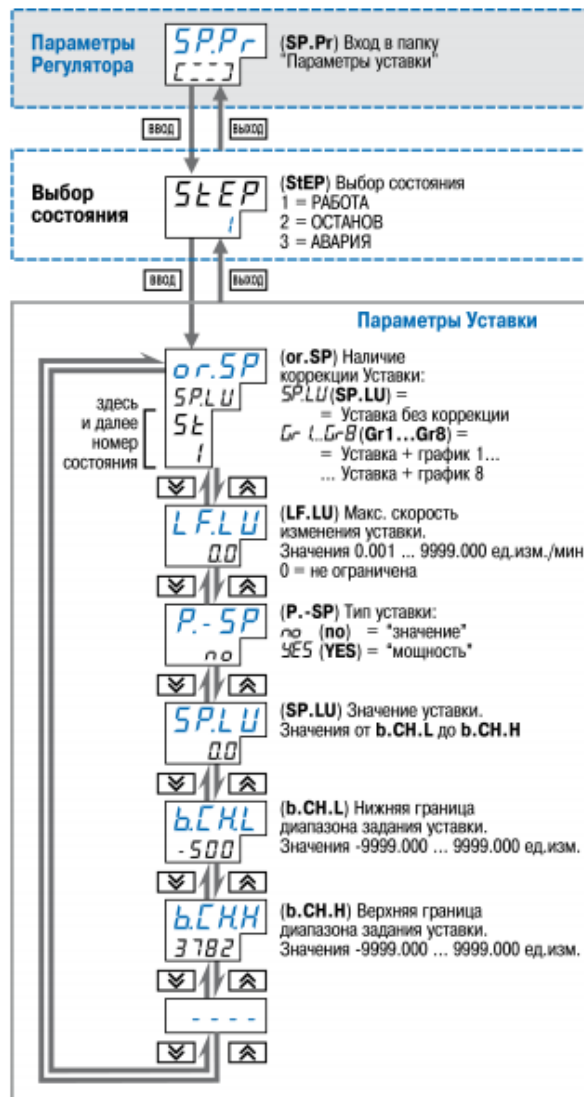 Параметры
Регулятора
SP.Pr
[---]
(SP.Pr) Вход в папку
"Параметры уставки"
ВВОД
ВЫХОД
Выбор
состояния
StEP
1
(StEP) Выбор состояния
1 = РАБОТА
2 = ОСТАНОВ
3 = АВАРИЯ
ВВОД
ВЫХОД
Параметры Уставки
or.SP
SP.LU
St
1
здесь
и далее
номер
состояния
(or.SP) Наличие
коррекции Уставки:
SP.LU (SP.LU) =
= Уставка без коррекции
Gr 1...Gr8 (Gr1...Gr8) =
= Уставка + график 1...
... Уставка + график 8
LF.LU
0.0
(LF.LU) Макс. скорость
изменения уставки.
Значения 0.001 ... 9999.000 ед.изм./мин
0 = не ограничена
P.-SP
no
(P.-SP) Тип уставки:
no (no) = "значение"
YES (YES) = "мощность"
SP.LU
0.0
(SP.LU) Значение уставки.
Значения от b.CH.L до b.CH.H
b.CH.L
-500
(b.CH.L) Нижняя граница
диапазона задания уставки.
Значения -9999.000 ... 9999.000 ед.изм.
b.CH.H
3782
(b.CH.H) Верхняя граница
диапазона задания уставки.
Значения -9999.000 ... 9999.000 ед.изм.
- - - -